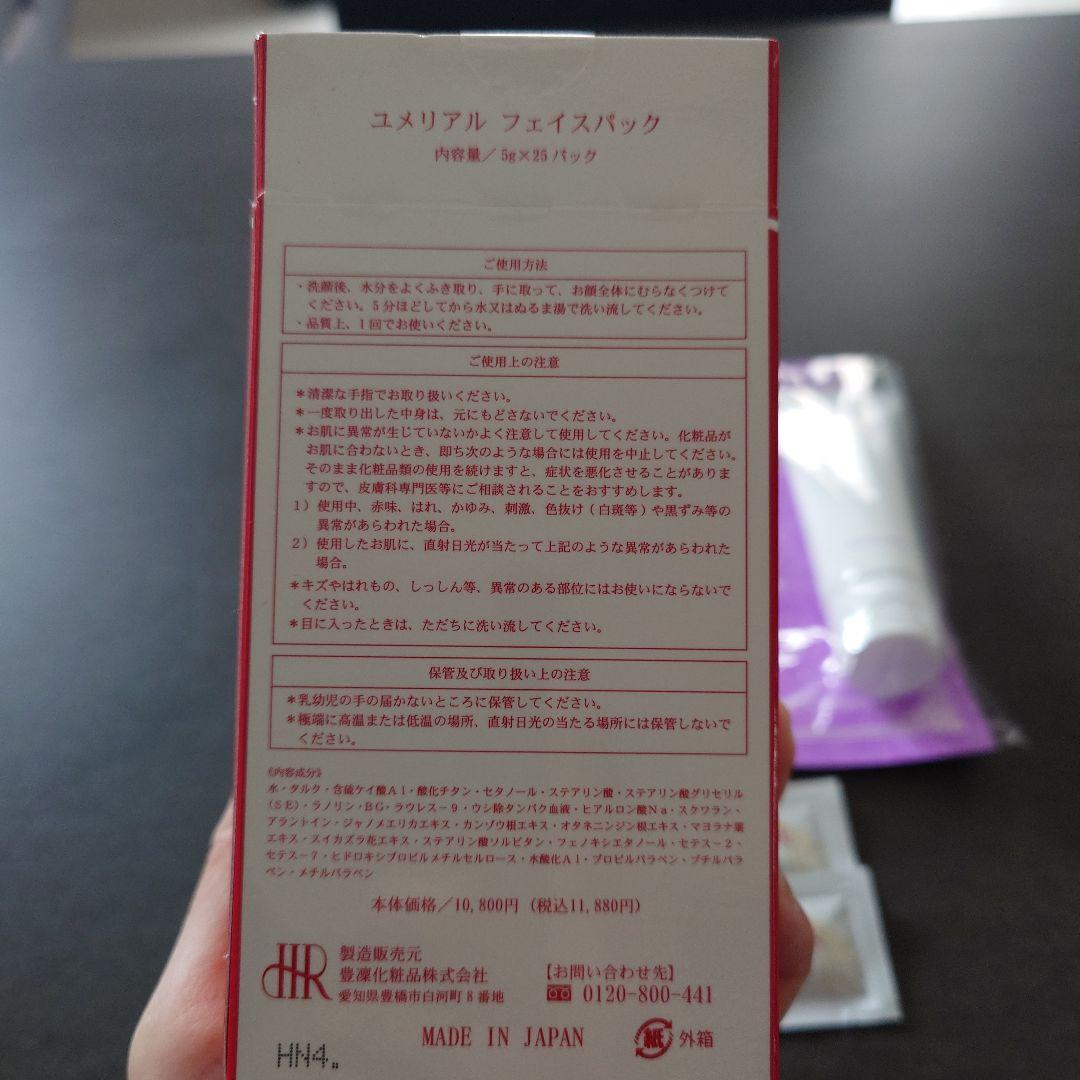 ユメリアル フェイスパック
内容量／5g×25パック
ご使用方法
・洗顔後、水分をよくふき取り、手に取って、お顔全体にむらなくつけて
ください。5分ほどしてから水又はぬるま湯で洗い流してください。
・品質上、1回でお使いください。
ご使用上の注意
＊清潔な手指でお取り扱いください。
＊一度取り出した中身は、元にもどさないでください。
＊お肌に異常が生じていないかよく注意して使用してください。化粧品が
お肌に合わないとき、即ち次のような場合には使用を中止してください。
そのまま化粧品類の使用を続けますと、症状を悪化させることがありま
すので、皮膚科専門医等にご相談されることをおすすめします。
1）使用中、赤味、はれ、かゆみ、刺激、色抜け（白斑等）や黒ずみ等の
異常があらわれた場合。
2）使用したお肌に、直射日光が当たって上記のような異常があらわれた
場合。
＊キズやはれもの、しっしん等、異常のある部位にはお使いにならないで
ください。
＊目に入ったときは、ただちに洗い流してください。
保管及び取り扱い上の注意
＊乳幼児の手の届かないところに保管してください。
＊極端に高温または低温の場所、直射日光の当たる場所には保管しないで
ください。
《内容成分》
水・タルク・含硫ケイ酸Al・酸化チタン・セタノール・ステアリン酸・ステアリン酸グリセリル
（SE）・ラノリン・BG・ラウレス－9・ウシ除タンパク血液・ヒアルロン酸Na・スクワラン・
アラントイン・ジャノメエリカエキス・カンゾウ根エキス・オタネニンジン根エキス・マヨラナ葉
エキス・スイカズラ花エキス・ステアリン酸ソルビタン・フェノキシエタノール・セテス－2・
セテス－7・ヒドロキシプロピルメチルセルロース・水酸化Al・プロピルパラベン・ブチルパラ
ベン・メチルパラベン
本体価格／10,800円（税込11,880円）
HR
製造販売元
豊凜化粧品株式会社
愛知県豊橋市白河町8番地
【お問い合わせ先】
0120-800-441
MADE IN JAPAN
紙 外箱
HN4